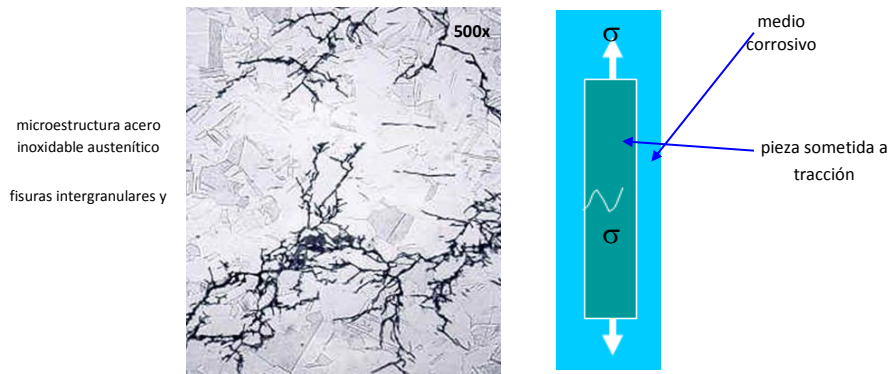 microestructura acero
inoxidable austenítico
fisuras intergranulares y
500x
σ
σ
medio
corrosivo
pieza sometida a
tracción